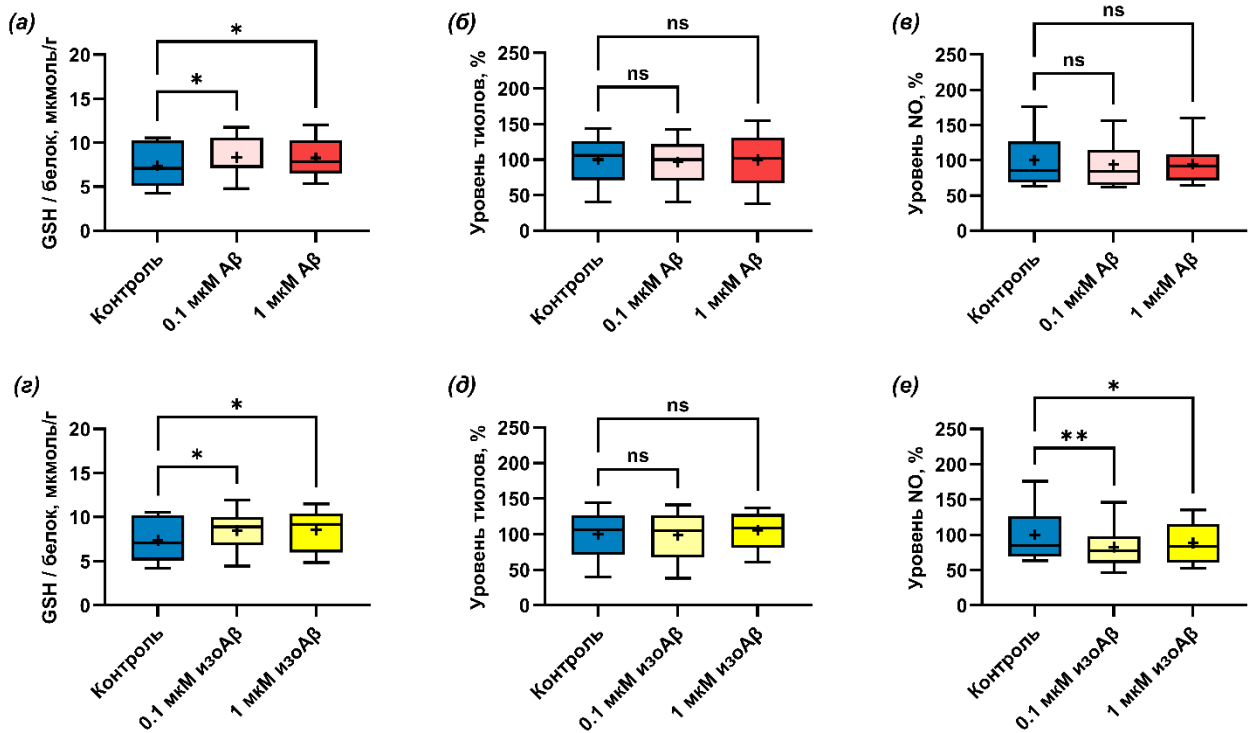 (а)
GSH / белок, мкмоль/г
20
15
10
5
0
*
*
Контроль
0.1 мкМ Aβ
1 мкМ Aβ
(б)
Уровень тиолов, %
250
200
150
100
50
0
ns
ns
Контроль
0.1 мкМ Aβ
1 мкМ Aβ
(в)
Уровень NO, %
250
200
150
100
50
0
ns
ns
Контроль
0.1 мкМ Aβ
1 мкМ Aβ
(г)
GSH / белок, мкмоль/г
20
15
10
5
0
*
*
Контроль
0.1 мкМ изоAβ
1 мкМ изоAβ
(д)
Уровень тиолов, %
250
200
150
100
50
0
ns
ns
Контроль
0.1 мкМ изоAβ
1 мкМ изоAβ
(е)
Уровень NO, %
250
200
150
100
50
0
*
**
Контроль
0.1 мкМ изоAβ
1 мкМ изоAβ